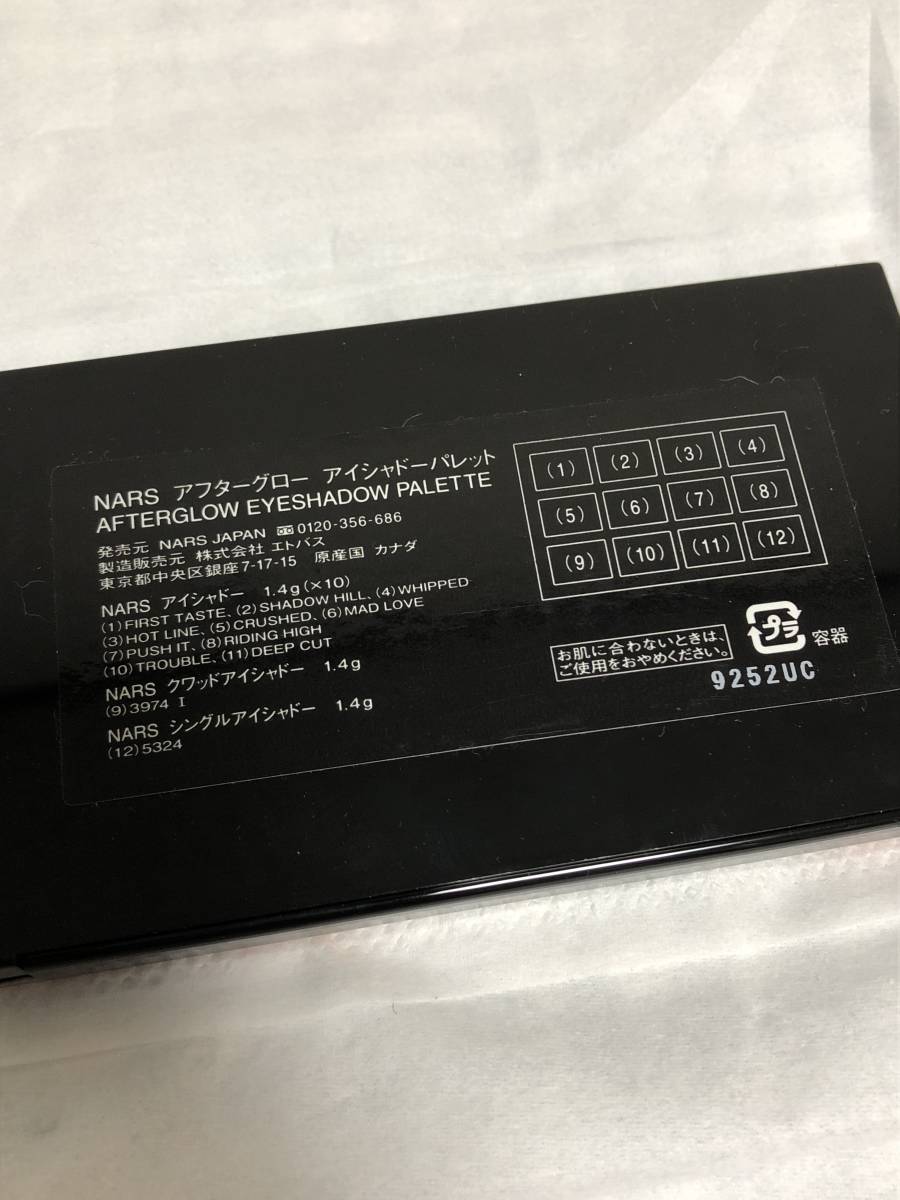 NARS アフターグロー アイシャドーパレット
AFTERGLOW EYESHADOW PALETTE
発売元 NARS JAPAN 0120-356-686
製造販売元 株式会社 エトバス
東京都中央区銀座7-17-15 原産国 カナダ
NARS アイシャドー 1.4g(×10)
(1)FIRST TASTE、(2)SHADOW HILL、(4)WHIPPED
(3)HOT LINE、(5)CRUSHED、(6)MAD LOVE
(7)PUSH IT、(8)RIDING HIGH
(10)TROUBLE、(11)DEEP CUT
NARS クワッドアイシャドー 1.4g
(9)3974 I
NARS シングルアイシャドー 1.4g
(12)5324
(1) (2) (3) (4)
(5) (6) (7) (8)
(9) (10) (11) (12)
お肌に合わないときは、
ご使用をおやめください。
プラ
容器
9252UC